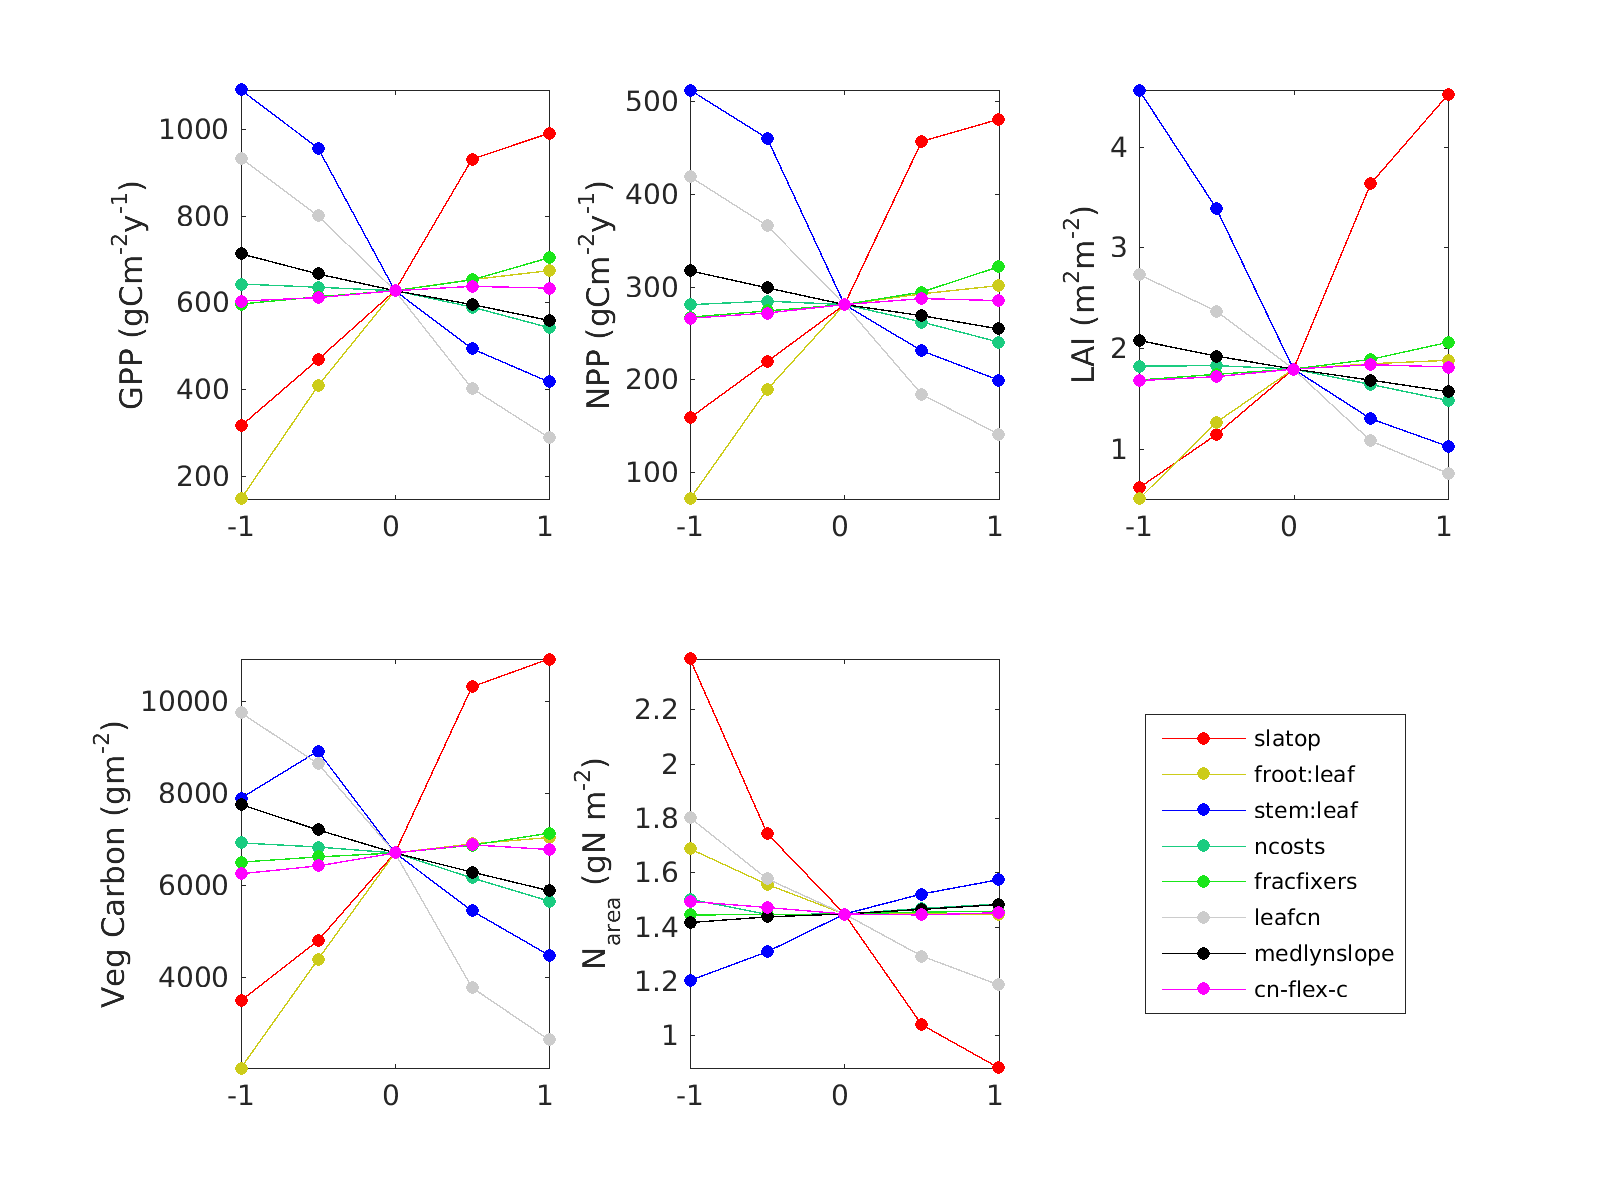 GPP (gCm-2y-1)
1000
800
600
400
200
-1 0 1
NPP (gCm-2y-1)
500
400
300
200
100
-1 0 1
LAI (m2m-2)
4
3
2
1
-1 0 1
Veg Carbon (gm-2)
10000
8000
6000
4000
-1 0 1
Narea (gN m-2)
2.2
2
1.8
1.6
1.4
1.2
1
-1 0 1
slatop
froot:leaf
stem:leaf
ncosts
fracfixers
leafcn
medlynslope
cn-flex-c